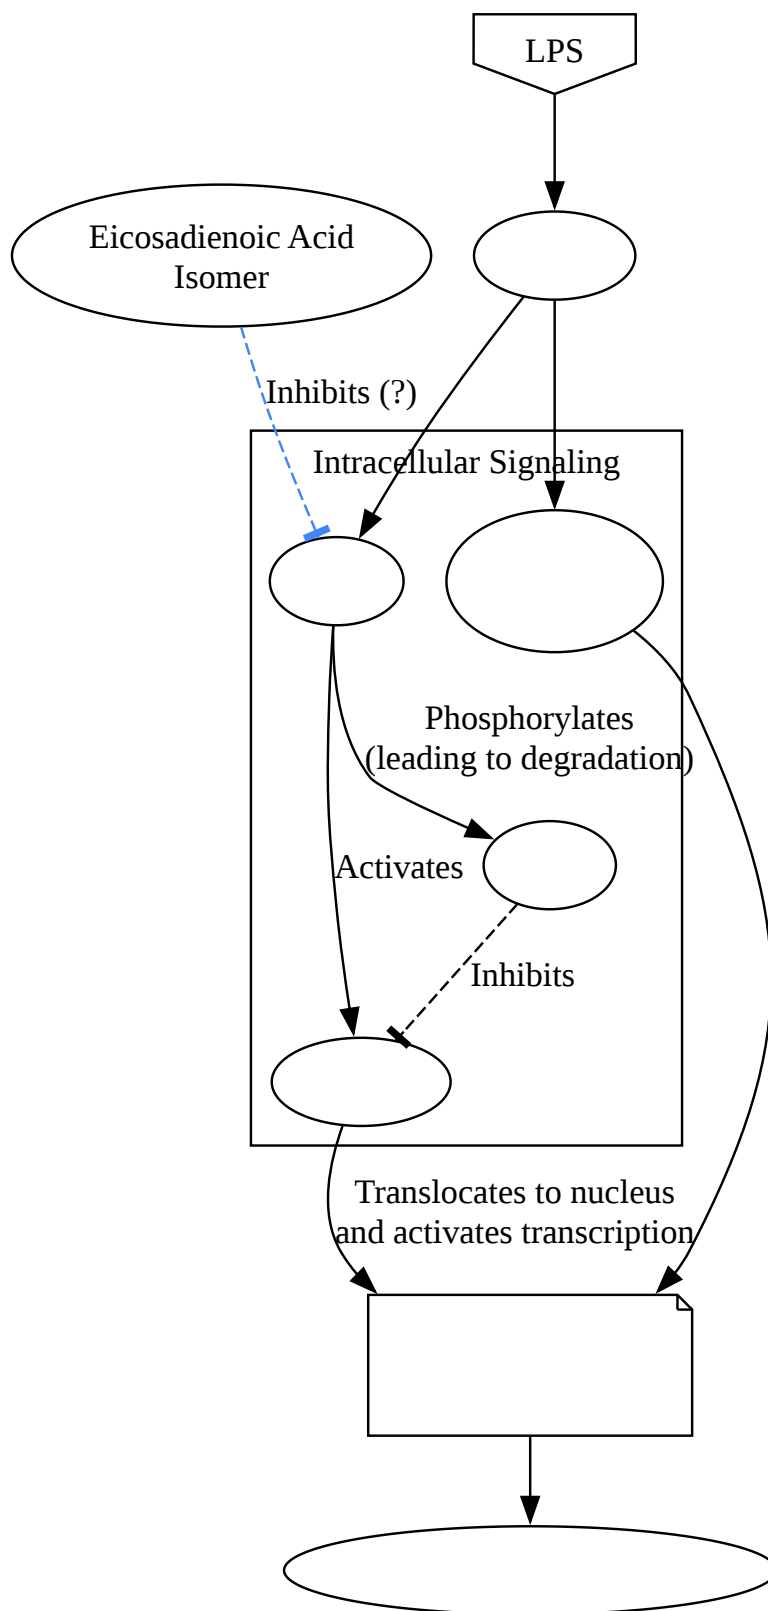 LPS
Eicosadienoic Acid
Isomer
Inhibits (?)
Intracellular Signaling
Phosphorylates
(leading to degradation)
Activates
Inhibits
Translocates to nucleus
and activates transcription